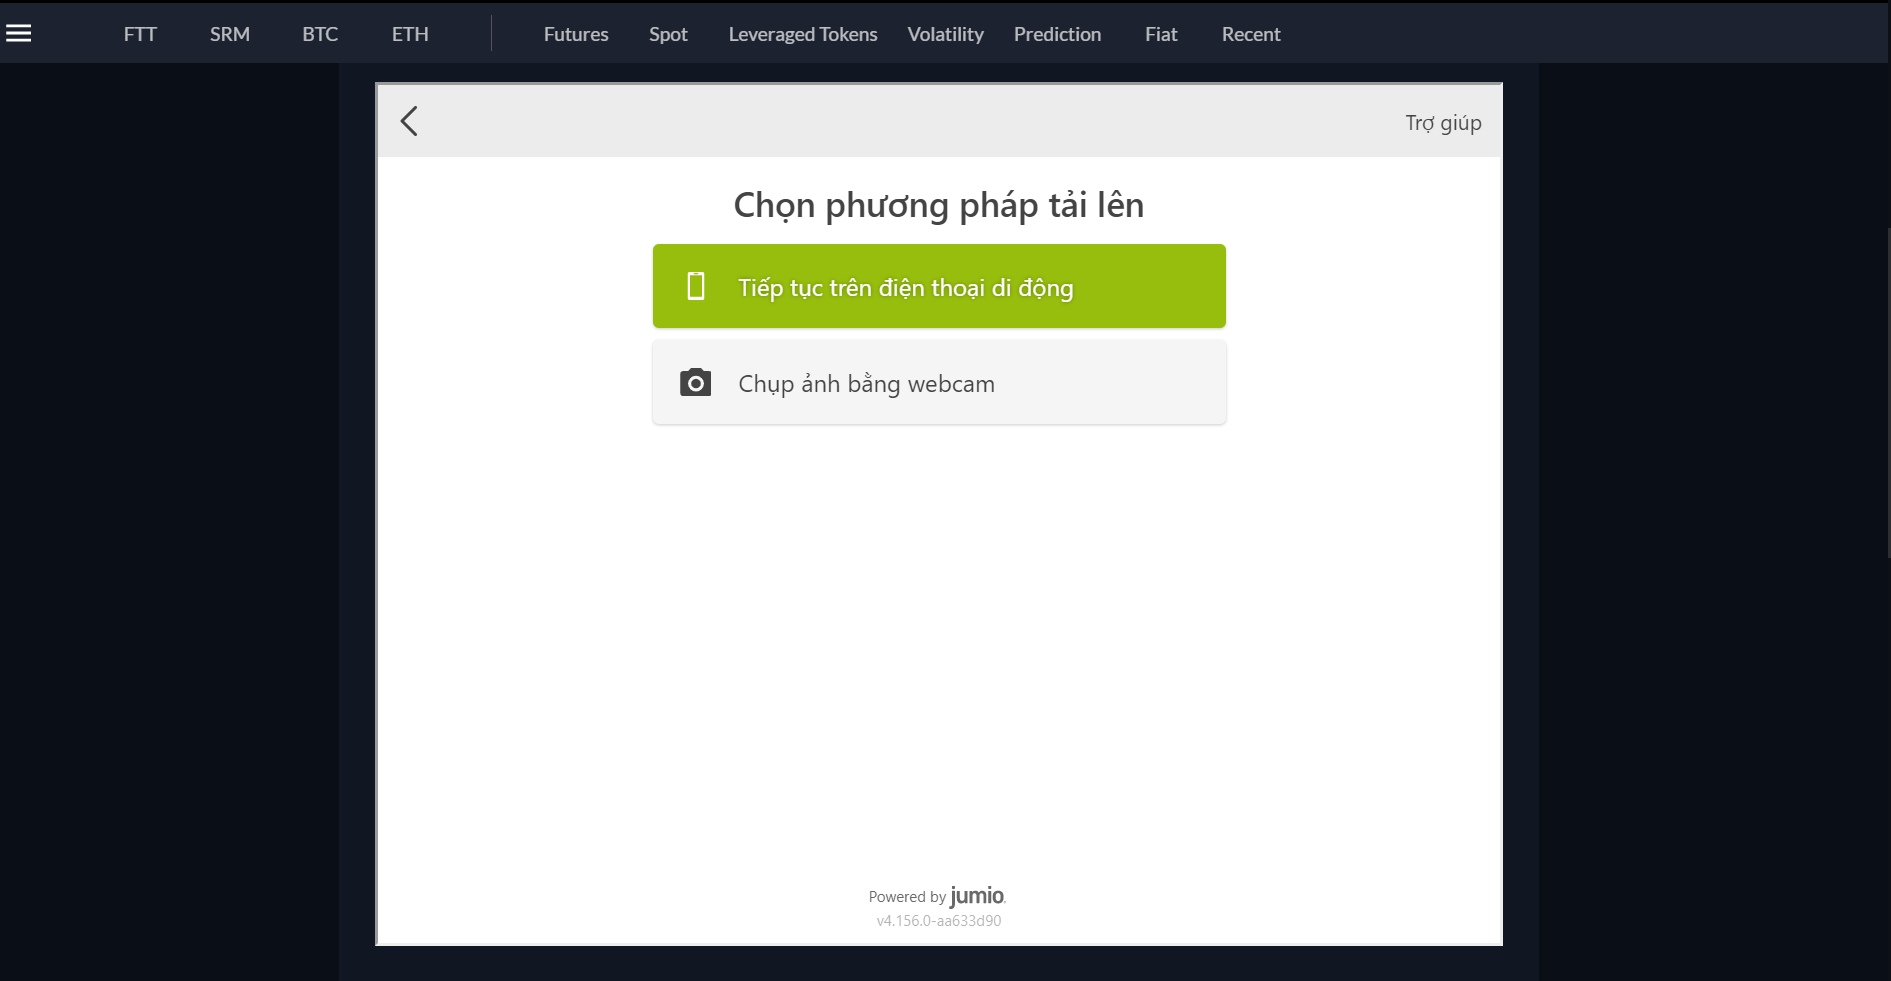 FTT SRM BTC ETH Futures Spot Leveraged Tokens Volatility Prediction Fiat Recent
Trợ giúp
Chọn phương pháp tải lên
Tiếp tục trên điện thoại di động
Chụp ảnh bằng webcam
Powered by jumio.
v4.156.0-aa633d90